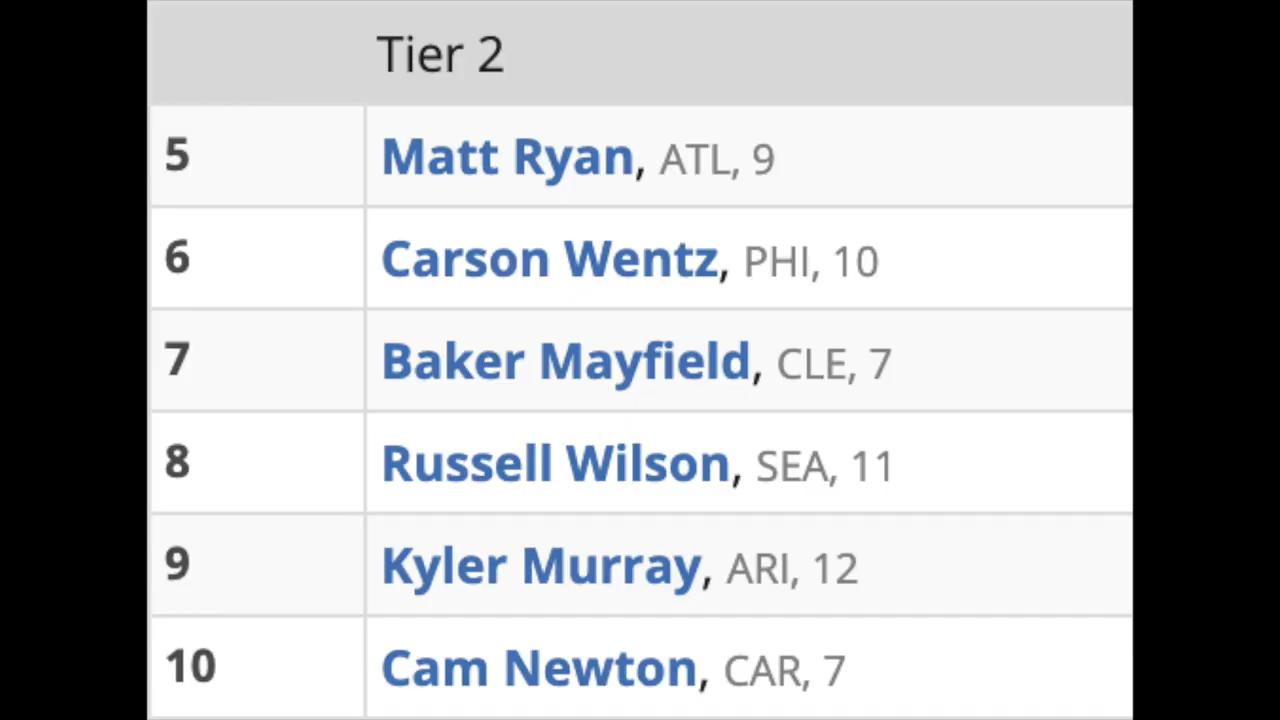 Tier 2
5 Matt Ryan, ATL, 9
6 Carson Wentz, PHI, 10
7 Baker Mayfield, CLE, 7
8 Russell Wilson, SEA, 11
9 Kyler Murray, ARI, 12
10 Cam Newton, CAR, 7